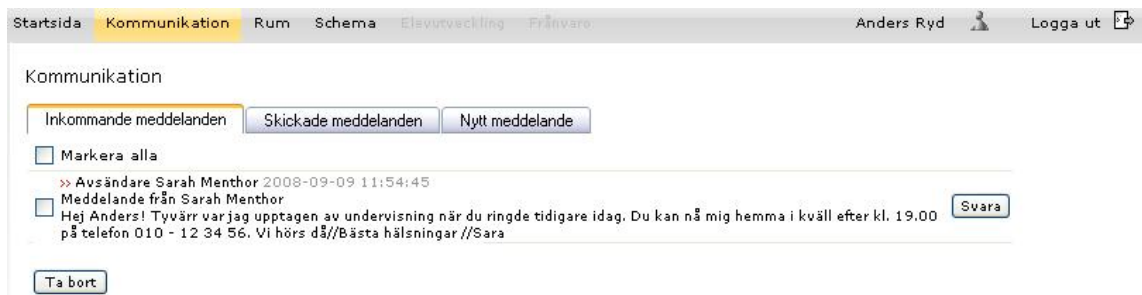 Startsida Kommunikation Rum Schema Elevutveckling Frånvaro Anders Ryd Logga ut
Kommunikation
Inkommande meddelanden Skickade meddelanden Nytt meddelande
Markera alla
>> Avsändare Sarah Menthor 2008-09-09 11:54:45
Meddelande från Sarah Menthor
Hej Anders! Tyvärr var jag upptagen av undervisning när du ringde tidigare idag. Du kan nå mig hemma i kväll efter kl. 19.00
på telefon 010 - 12 34 56. Vi hörs då//Bästa hälsningar //Sara
Svara
Ta bort